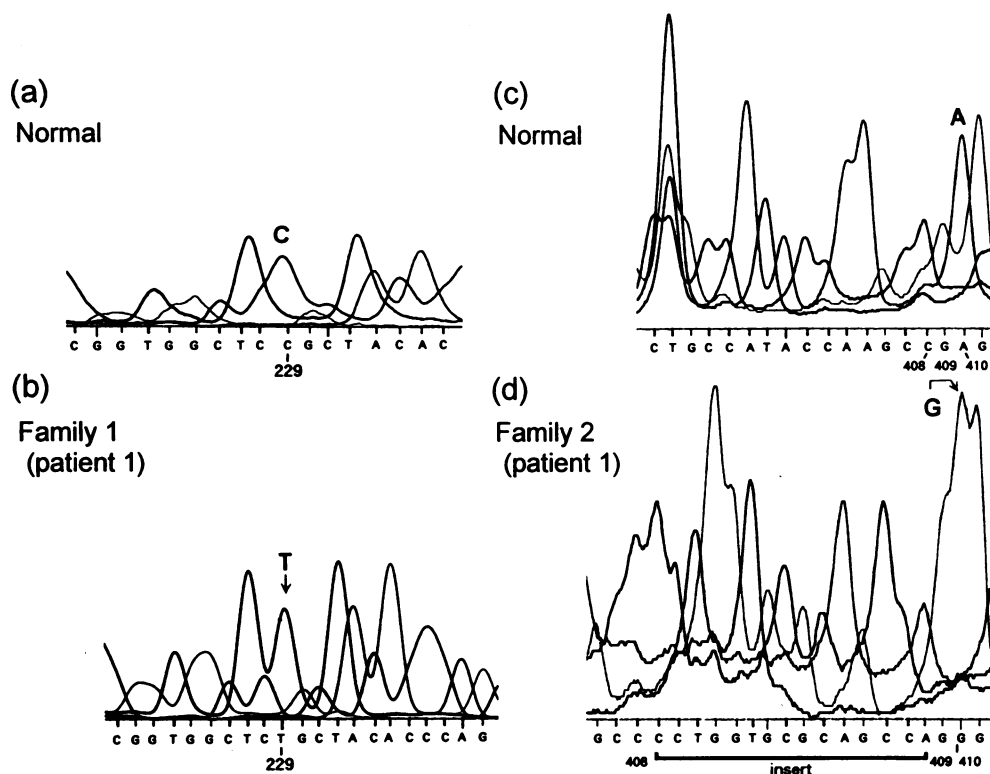 (a)
Normal
C
C G G T G G C T C C G C T A C A C
229
(b)
Family 1
(patient 1)
T
C G G T G G C T C T G C T A C A C C C A G
229
(c)
Normal
A
C T G C C A T A C C A A G C C G A G
408 409 410
(d)
Family 2
(patient 1)
G
G C C C C T G G T G C G C A G C C A G G G
408 insert 409 410